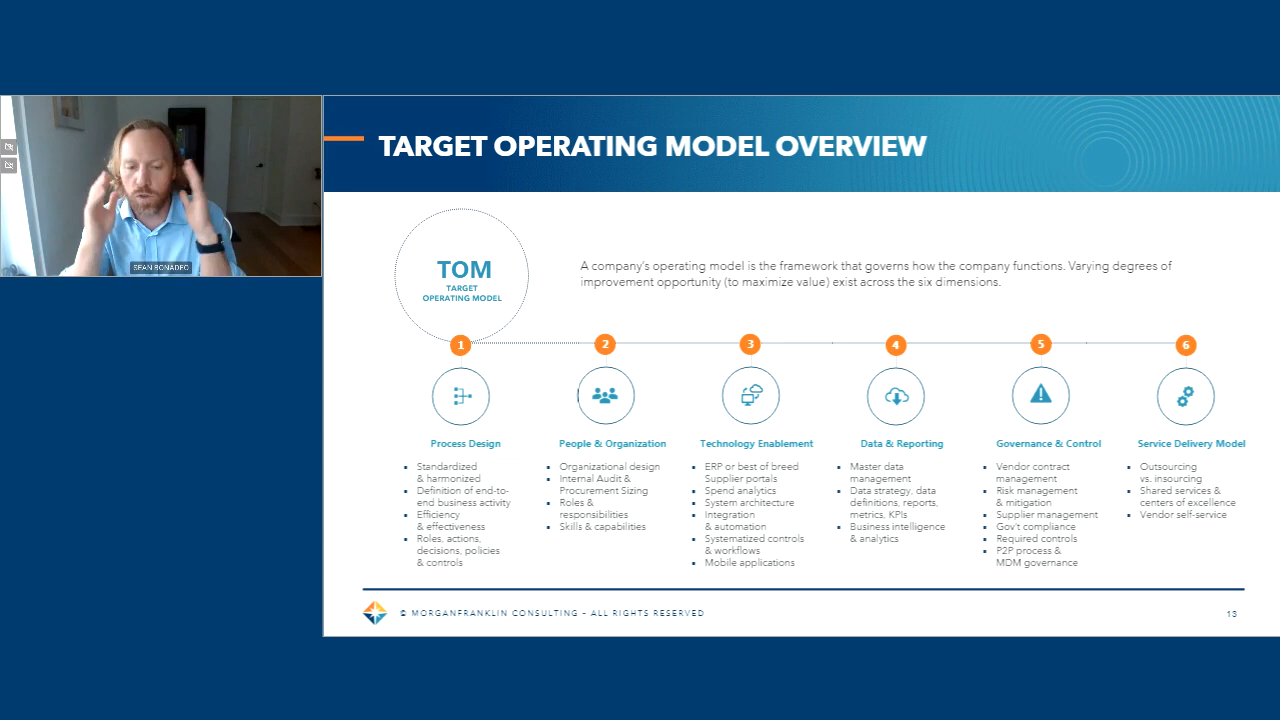 SEAN BONADEO
TARGET OPERATING MODEL OVERVIEW
TOM
TARGET
OPERATING MODEL
A company's operating model is the framework that governs how the company functions. Varying degrees of
improvement opportunity (to maximize value) exist across the six dimensions.
1
2
3
4
5
6
Process Design
Standardized
& harmonized
Definition of end-to-
end business activity
Efficiency
& effectiveness
Roles, actions,
decisions, policies
& controls
People & Organization
Organizational design
Internal Audit &
Procurement Sizing
Roles &
responsibilities
Skills & capabilities
Technology Enablement
ERP or best of breed
Supplier portals
Spend analytics
System architecture
Integration
& automation
Systematized controls
& workflows
Mobile applications
Data & Reporting
Master data
management
Data strategy, data
definitions, reports,
metrics, KPIs
Business intelligence
& analytics
Governance & Control
Vendor contract
management
Risk management
& mitigation
Supplier management
Gov't compliance
Required controls
P2P process &
MDM governance
Service Delivery Model
Outsourcing
vs. insourcing
Shared services &
centers of excellence
Vendor self-service
© MORGANFRANKLIN CONSULTING - ALL RIGHTS RESERVED
13